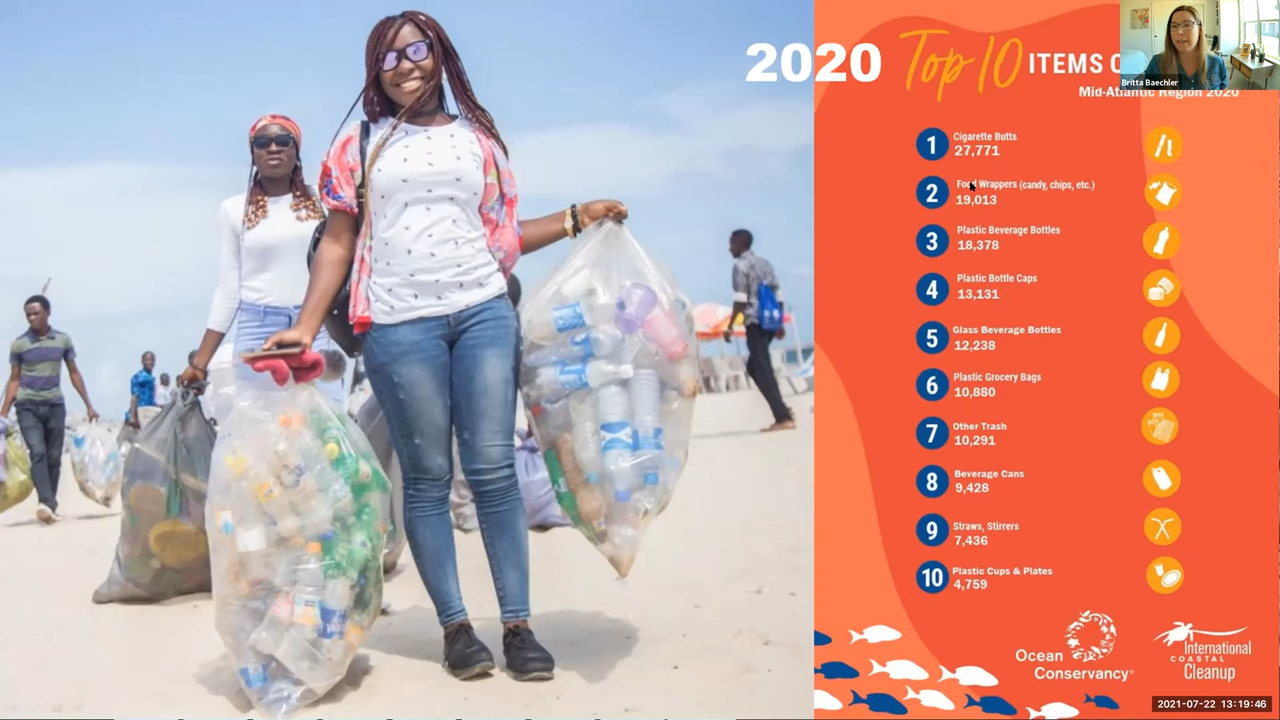 2020 Top 10 ITEMS
Britta Baechler
Mid-Atlantic Region 2020
1 Cigarette Butts
27,771
2 Food Wrappers (candy, chips, etc.)
19,013
3 Plastic Beverage Bottles
18,378
4 Plastic Bottle Caps
13,131
5 Glass Beverage Bottles
12,238
6 Plastic Grocery Bags
10,880
7 Other Trash
10,291
8 Beverage Cans
9,428
9 Straws, Stirrers
7,436
10 Plastic Cups & Plates
4,759
Ocean
Conservancy®
International
COASTAL
Cleanup
2021-07-22 13:19:46